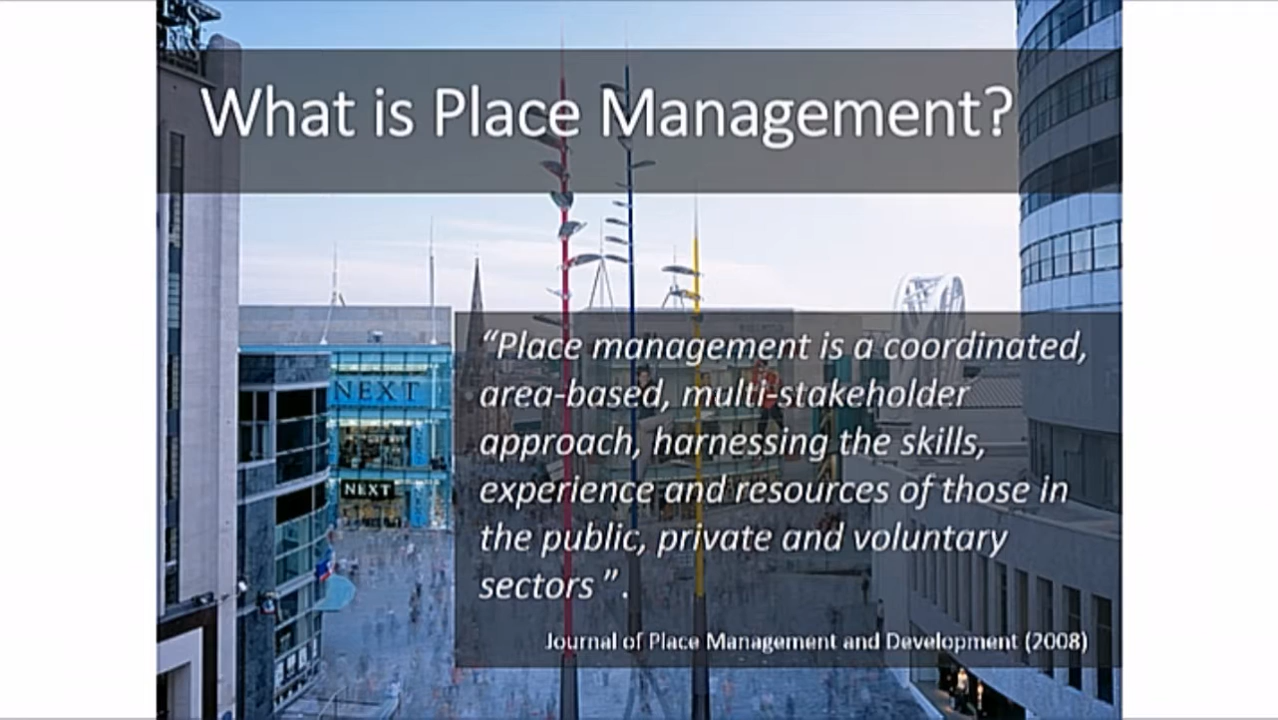 What is Place Management?
“Place management is a coordinated,
area-based, multi-stakeholder
approach, harnessing the skills,
experience and resources of those in
the public, private and voluntary
sectors ”.
Journal of Place Management and Development (2008)
NEXT
NEXT